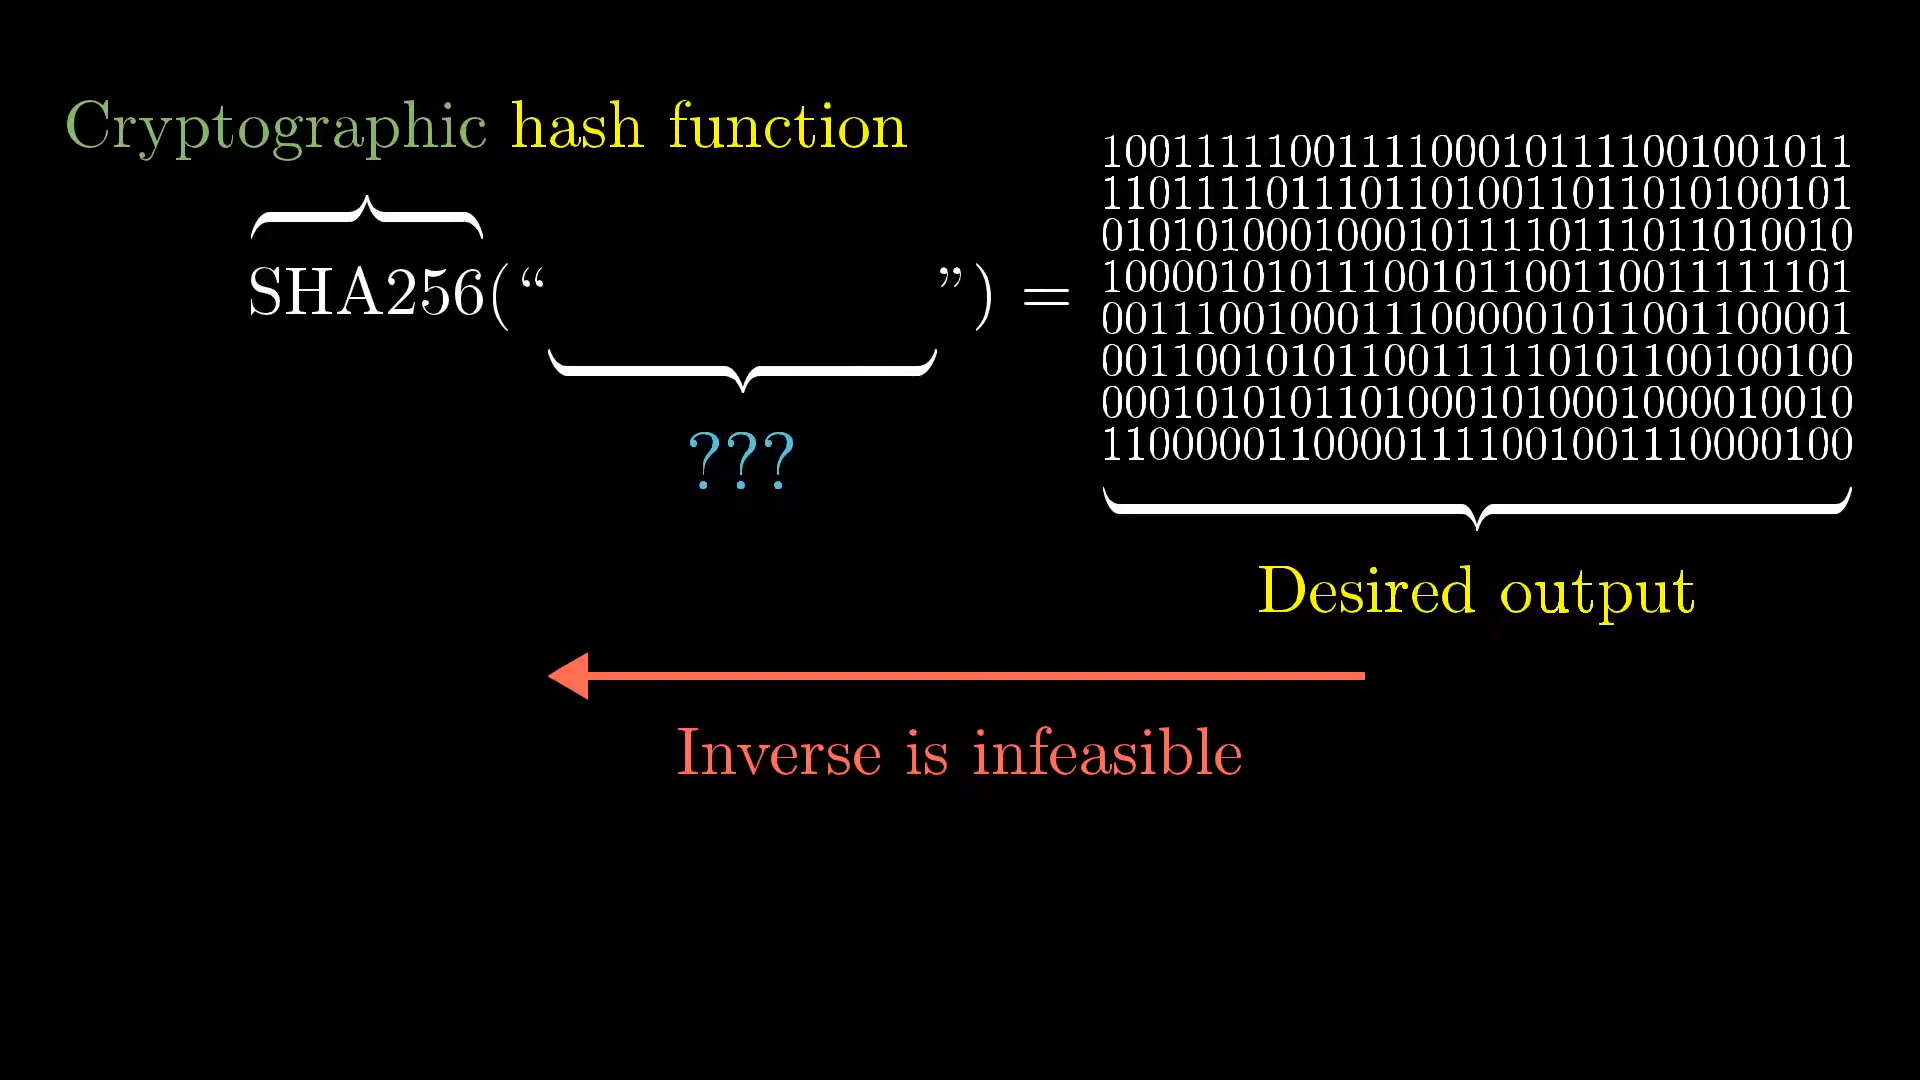 Cryptographic hash function
SHA256(“ ”) =
10011111001111000101111001001011
11011110111011010011011010100101
01010100010001011110111011010010
10000101011100101100110011111101
00111001000111000001011001100001
00110010101100111110101100100100
00010101011010001010001000010010
11000001100001111001001110000100
???
Desired output
Inverse is infeasible